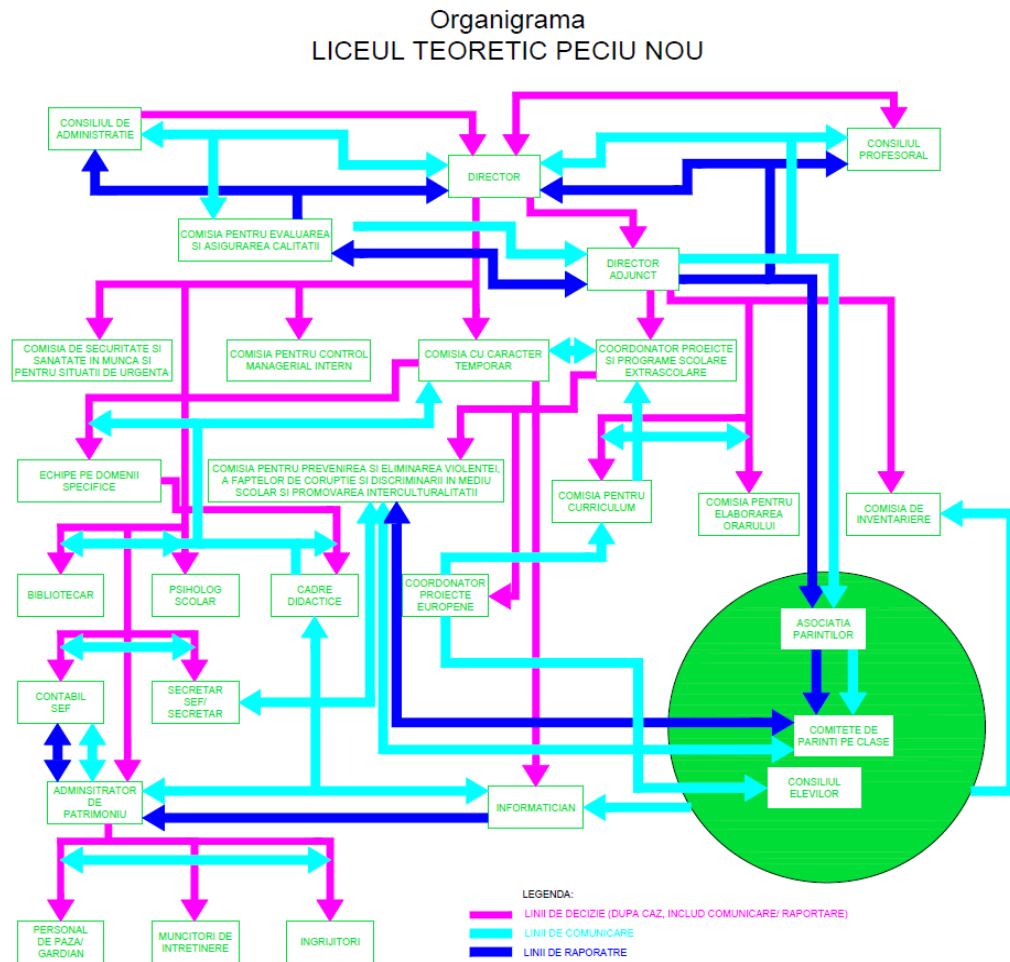 Organigrama
LICEUL TEORETIC PECIU NOU
CONSILIUL DE
ADMINISTRATIE
CONSILIUL
PROFESORAL
DIRECTOR
COMISIA PENTRU EVALUAREA
SI ASIGURAREA CALITATII
DIRECTOR
ADJUNCT
COMISIA DE SECURITATE SI
SANATATE IN MUNCA SI
PENTRU SITUATII DE URGENTA
COMISIA PENTRU CONTROL
MANAGERIAL INTERN
COMISIA CU CARACTER
TEMPORAR
COORDONATOR PROIECTE
SI PROGRAME SCOLARE
EXTRASCOLARE
ECHIPE PE DOMENII
SPECIFICE
COMISIA PENTRU PREVENIREA SI ELIMINAREA VIOLENTEI,
A FAPTELOR DE CORUPTIE SI DISCRIMINARII IN MEDIU
SCOLAR SI PROMOVAREA INTERCULTURALITATII
COMISIA PENTRU
CURRICULUM
COMISIA PENTRU
ELABORAREA
ORARULUI
COMISIA DE
INVENTARIERE
BIBLIOTECAR
PSIHOLOG
SCOLAR
CADRE
DIDACTICE
COORDONATOR
PROIECTE
EUROPENE
ASOCIATIA
PARINTILOR
CONTABIL
SEF
SECRETAR
SEF/
SECRETAR
COMITETE DE
PARINTI PE CLASE
CONSILIUL
ELEVILOR
ADMINSITRATOR
DE
PATRIMONIU
INFORMATICIAN
PERSONAL
DE PAZA/
GARDIAN
MUNCITORI DE
INTRETINERE
INGRIJITORI
LEGENDA:
LINII DE DECIZIE (DUPA CAZ, INCLUD COMUNICARE/ RAPORTARE)
LINII DE COMUNICARE
LINII DE RAPORATRE